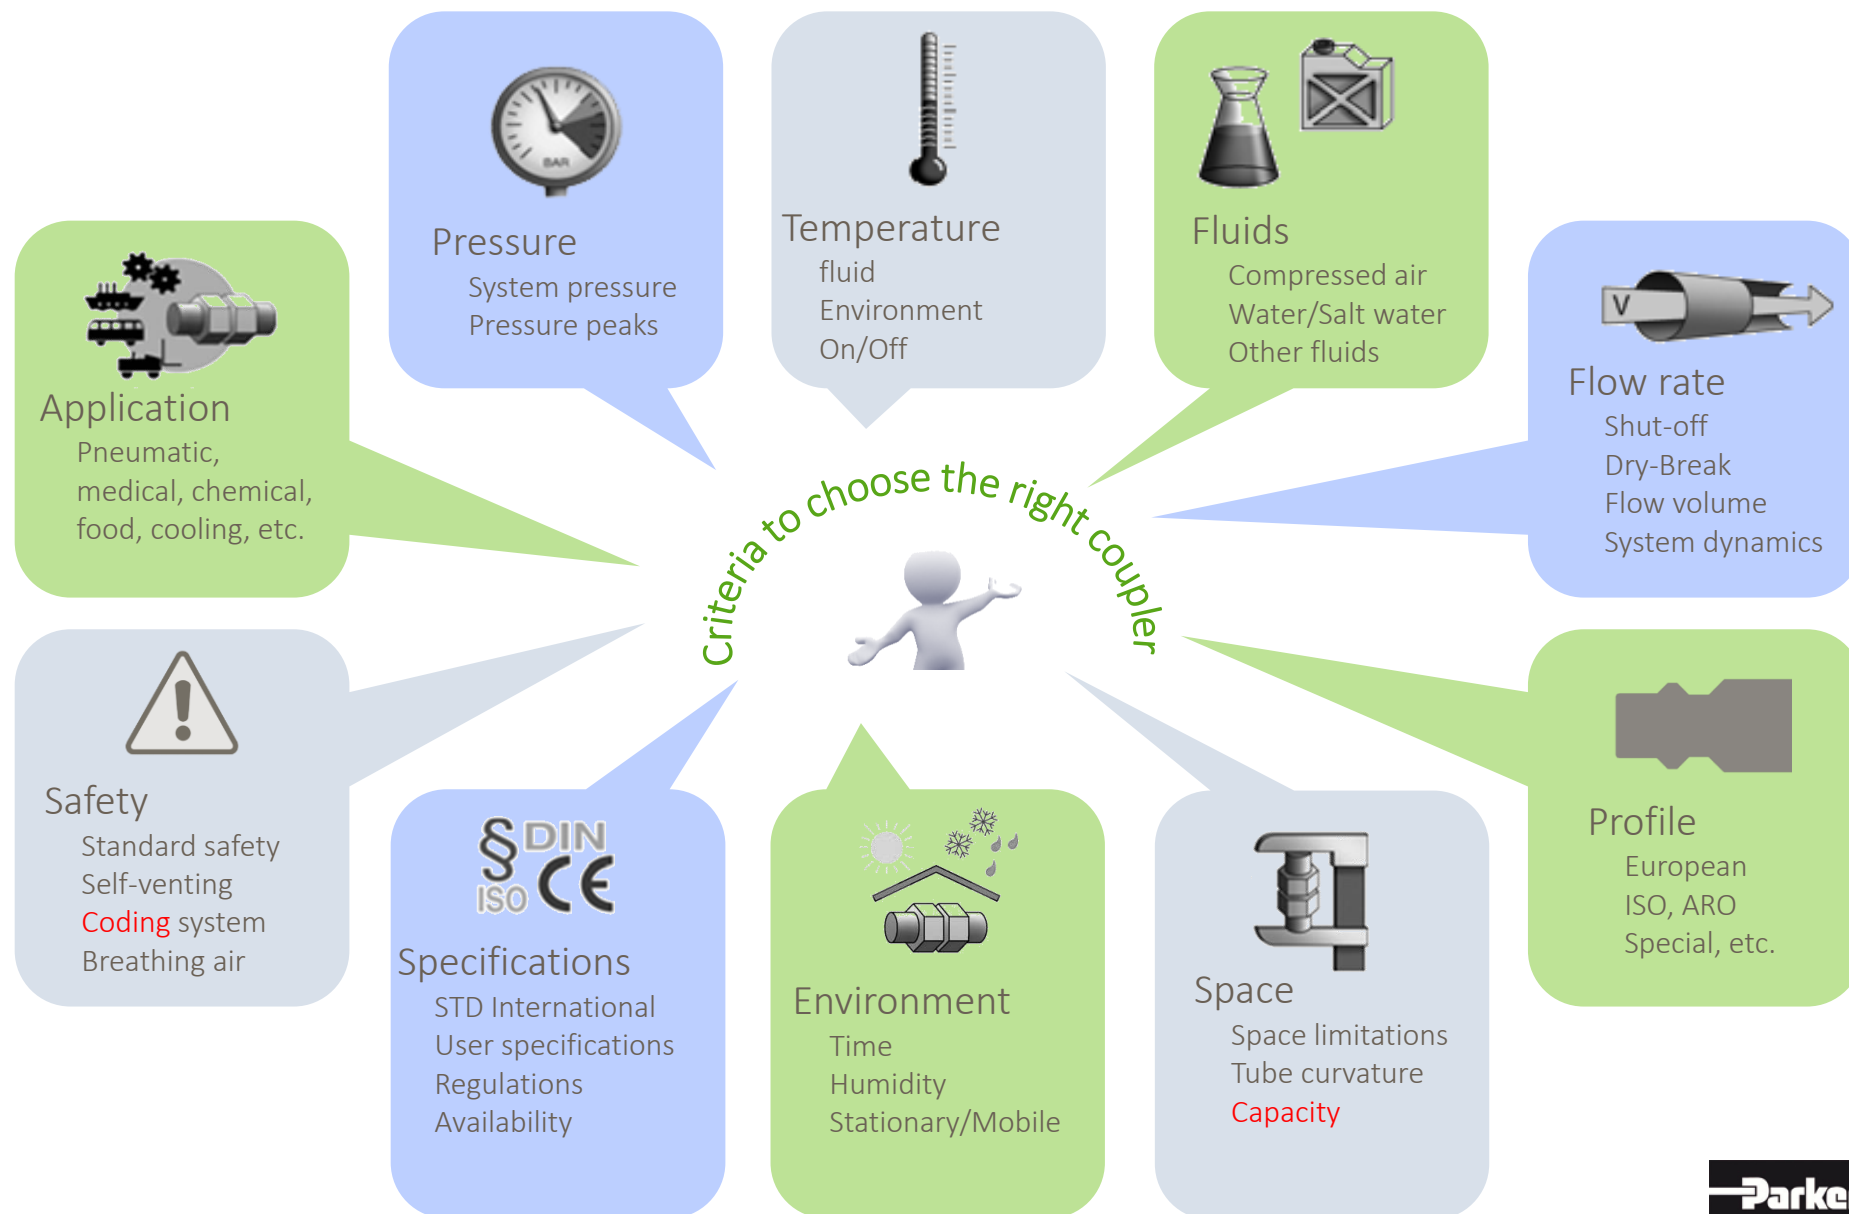 BAR
Pressure
System pressure
Pressure peaks
Temperature
fluid
Environment
On/Off
Fluids
Compressed air
Water/Salt water
Other fluids
Application
Pneumatic,
medical, chemical,
food, cooling, etc.
V
Flow rate
Shut-off
Dry-Break
Flow volume
System dynamics
Criteria to choose the right coupler
Safety
Standard safety
Self-venting
Coding system
Breathing air
§ DIN
ISO CE
Specifications
STD International
User specifications
Regulations
Availability
Environment
Time
Humidity
Stationary/Mobile
Space
Space limitations
Tube curvature
Capacity
Profile
European
ISO, ARO
Special, etc.
Parke